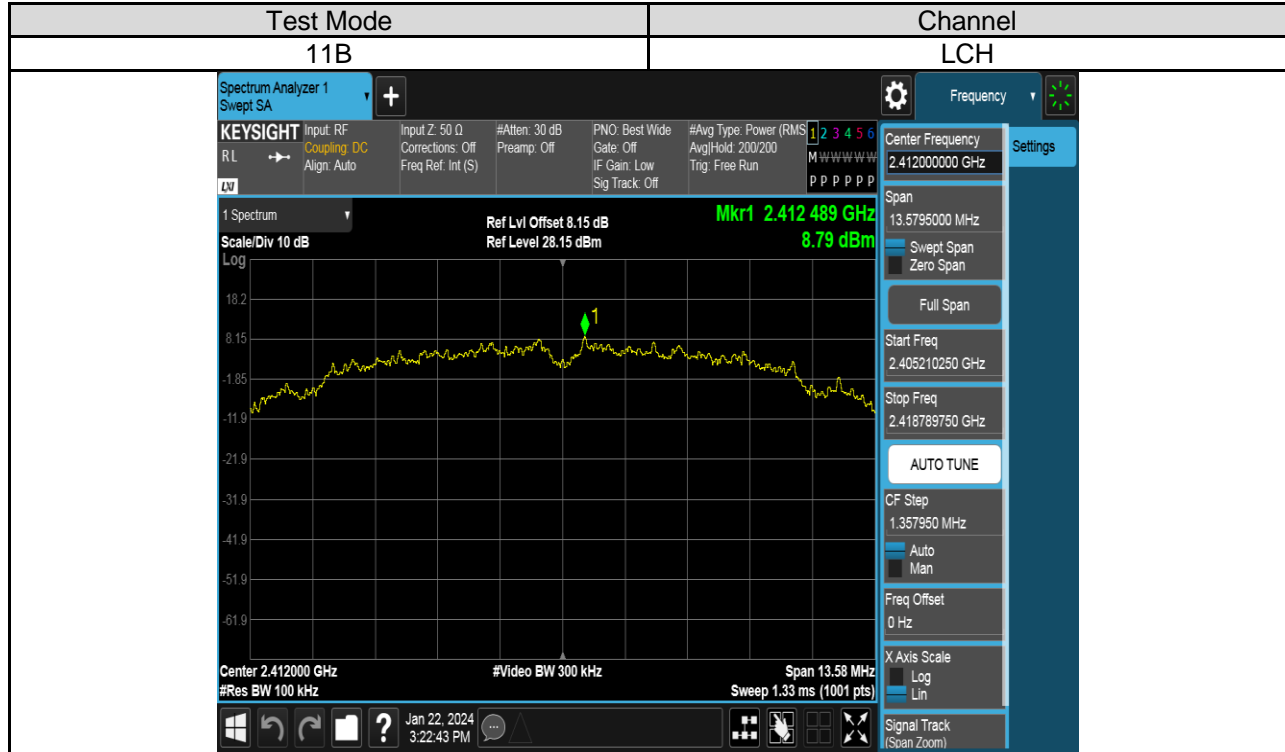 Test Mode Channel
11B LCH
Spectrum Analyzer 1
Swept SA
+
Frequency
KEYSIGHT
RL
LXI
Input: RF
Coupling: DC
Align: Auto
Input Z: 50 Ω
Corrections: Off
Freq Ref: Int (S)
#Atten: 30 dB
Preamp: Off
PNO: Best Wide
Gate: Off
IF Gain: Low
Sig Track: Off
#Avg Type: Power (RMS
Avg|Hold: 200/200
Trig: Free Run
1 2 3 4 5 6
M W W W W W
P P P P P P
1 Spectrum
Scale/Div 10 dB
Log
Ref Lvl Offset 8.15 dB
Ref Level 28.15 dBm
Mkr1 2.412 489 GHz
8.79 dBm
1
18.2
8.15
-1.85
-11.9
-21.9
-31.9
-41.9
-51.9
-61.9
Center 2.412000 GHz
#Res BW 100 kHz
#Video BW 300 kHz
Span 13.58 MHz
Sweep 1.33 ms (1001 pts)
?
Jan 22, 2024
3:22:43 PM
Center Frequency
2.412000000 GHz
Settings
Span
13.5795000 MHz
Swept Span
Zero Span
Full Span
Start Freq
2.405210250 GHz
Stop Freq
2.418789750 GHz
AUTO TUNE
CF Step
1.357950 MHz
Auto
Man
Freq Offset
0 Hz
X Axis Scale
Log
Lin
Signal Track
(Span Zoom)